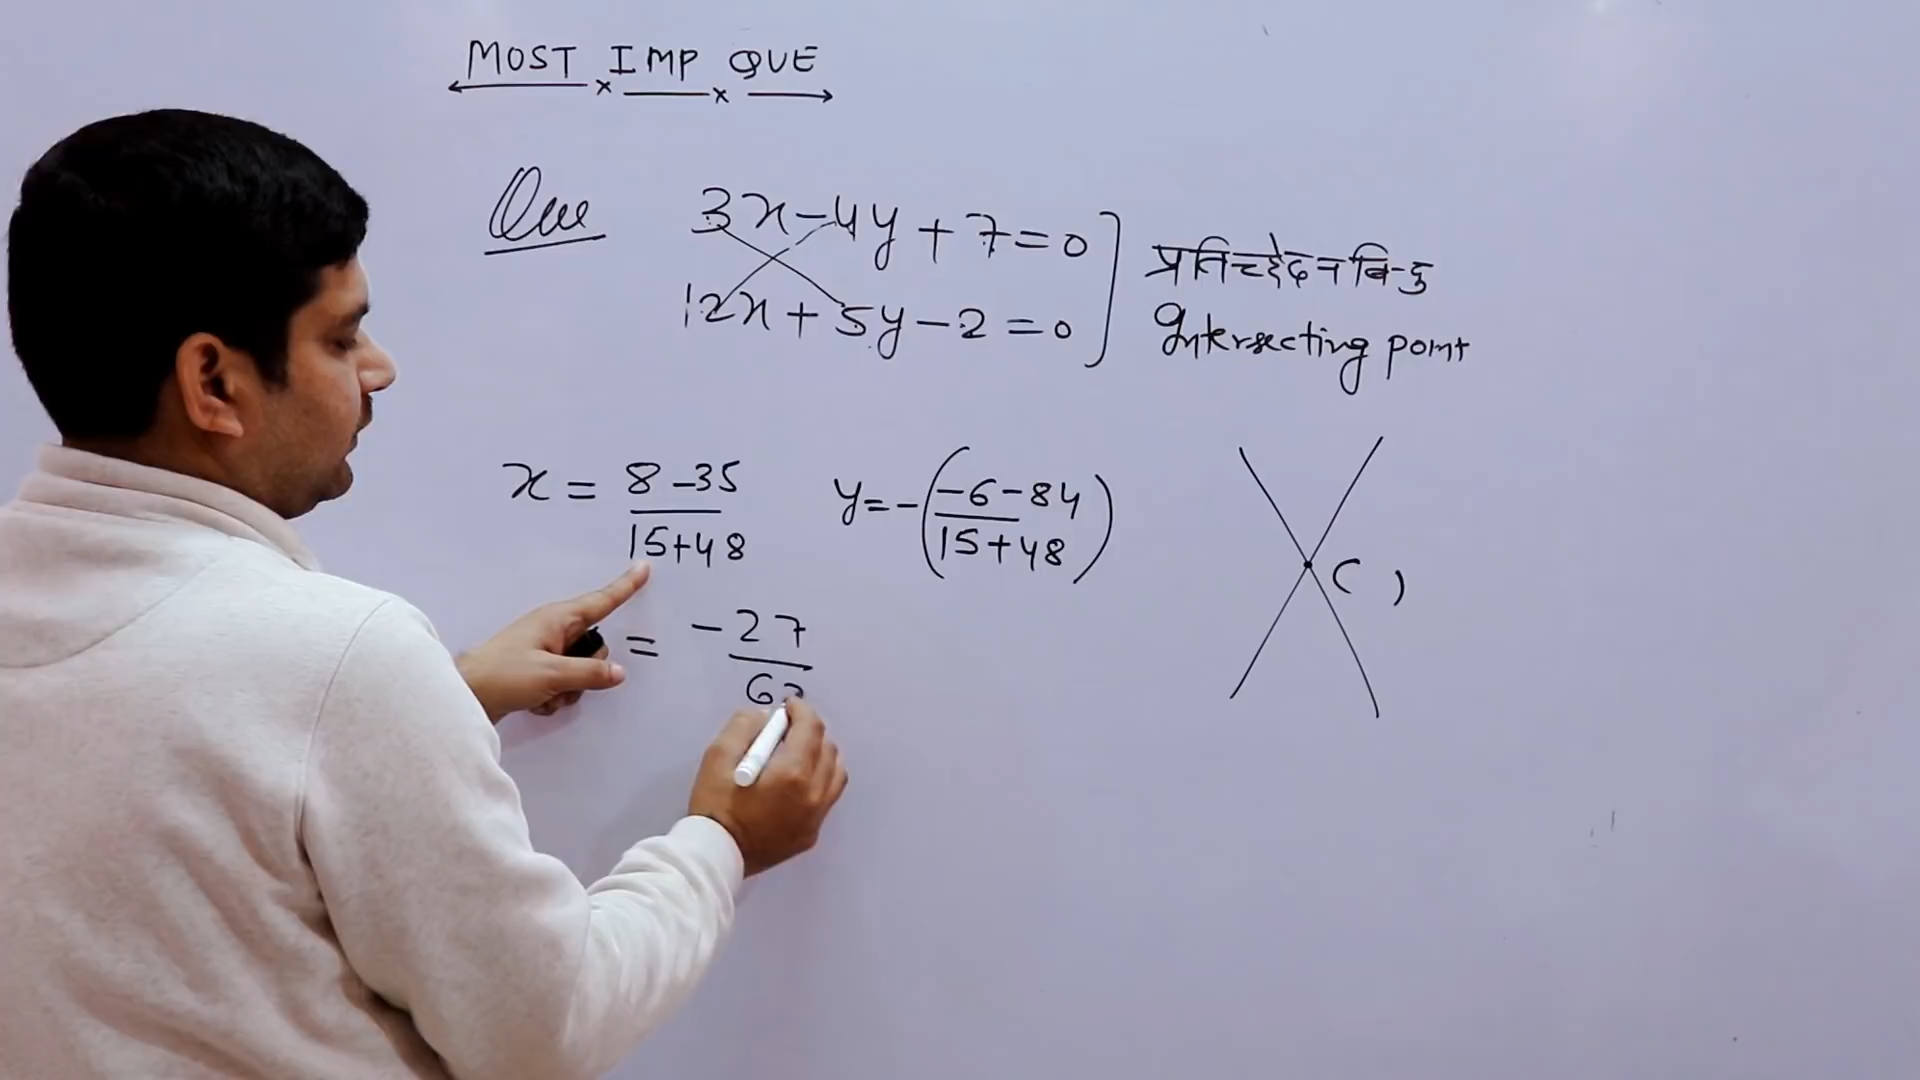 MOST IMP QUE
Que
3x-4y+7=0
12x+5y-2=0
प्रतिच्छेदन बिन्दु
Intersecting point
x = 8-35/15+48
y=-(-6-84/15+48)
= -27/63
( )